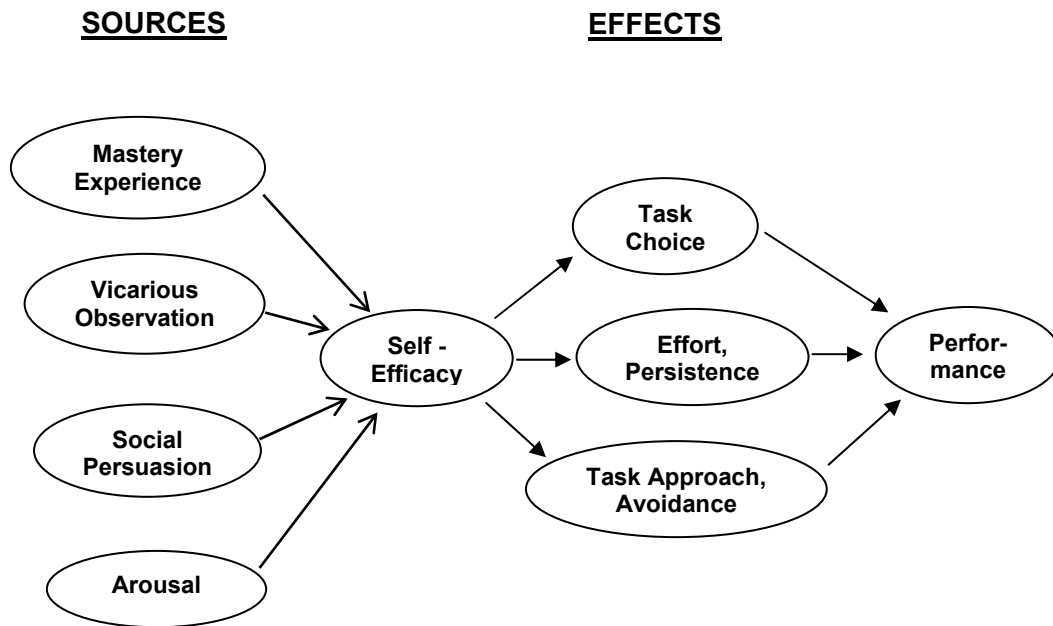 SOURCES
EFFECTS
Mastery
Experience
Vicarious
Observation
Social
Persuasion
Arousal
Self -
Efficacy
Task
Choice
Effort,
Persistence
Task Approach,
Avoidance
Perfor-
mance